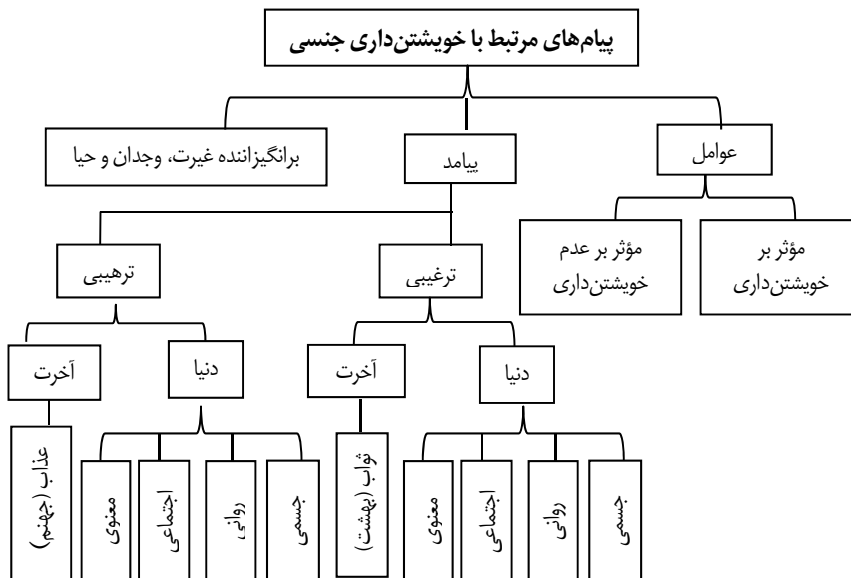 پیام‌های مرتبط با خویشتن‌داری جنسی
عوامل
پیامد
برانگیزاننده غیرت، وجدان و حیا
مؤثر بر
خویشتن‌داری
مؤثر بر عدم
خویشتن‌داری
ترغیبی
ترهیبی
دنیا
آخرت
دنیا
آخرت
جسمی
روانی
اجتماعی
معنوی
ثواب (بهشت)
جسمی
روانی
اجتماعی
معنوی
عذاب (جهنم)